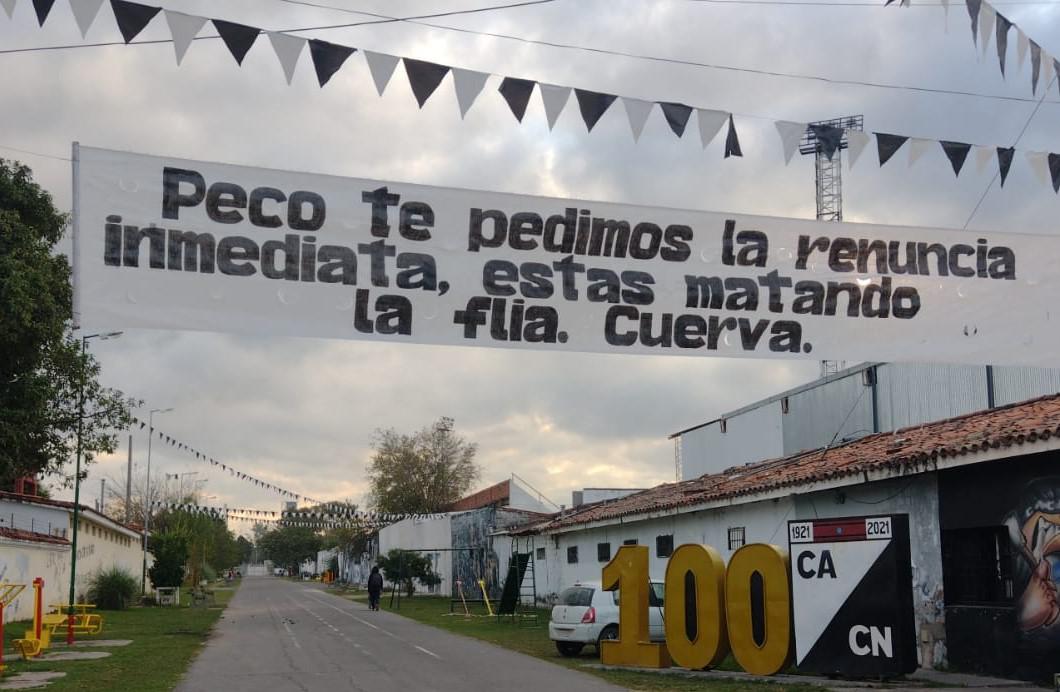 Peco te pedimos la renuncia
inmediata, estas matando
la flia. Cuerva.
1921 2021
100
CA
CN